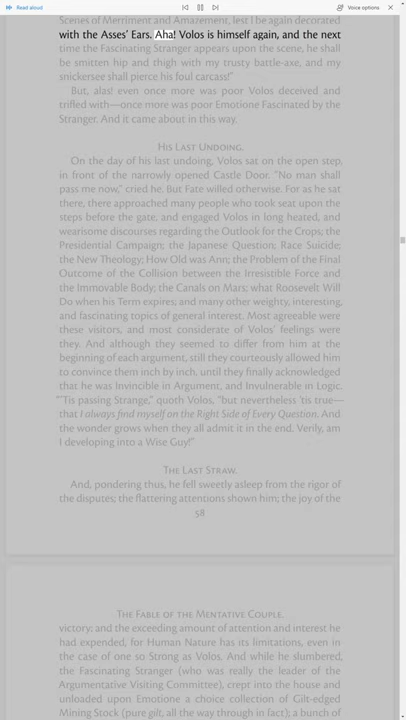 Read aloud
Voice options
Scenes of Merriment and Amazement, lest I be again decorated
with the Asses' Ears. Aha! Volos is himself again, and the next
time the Fascinating Stranger appears upon the scene, he shall
be smitten hip and thigh with my trusty battle-axe, and my
snickersee shall pierce his foul carcass!"
But, alas! even once more was poor Volos deceived and
trifled with—once more was poor Emotione Fascinated by the
Stranger. And it came about in this way.
His Last Undoing.
On the day of his last undoing, Volos sat on the open step,
in front of the narrowly opened Castle Door. "No man shall
pass me now," cried he. But Fate willed otherwise. For as he sat
there, there approached many people who took seat upon the
steps before the gate, and engaged Volos in long heated, and
wearisome discourses regarding the Outlook for the Crops; the
Presidential Campaign; the Japanese Question; Race Suicide;
the New Theology; How Old was Ann; the Problem of the Final
Outcome of the Collision between the Irresistible Force and
the Immovable Body; the Canals on Mars; what Roosevelt Will
Do when his Term expires; and many other weighty, interesting,
and fascinating topics of general interest. Most agreeable were
these visitors, and most considerate of Volos' feelings were
they. And although they seemed to differ from him at the
beginning of each argument, still they courteously allowed him
to convince them inch by inch, until they finally acknowledged
that he was Invincible in Argument, and Invulnerable in Logic.
"'Tis passing Strange," quoth Volos, "but nevertheless 'tis true—
that I always find myself on the Right Side of Every Question. And
the wonder grows when they all admit it in the end. Verily, am
I developing into a Wise Guy!"
The Last Straw.
And, pondering thus, he fell sweetly asleep from the rigor of
the disputes; the flattering attentions shown him; the joy of the
58
The Fable of the Mentative Couple.
victory; and the exceeding amount of attention and interest he
had expended, for Human Nature has its limitations, even in
the case of one so Strong as Volos. And while he slumbered,
the Fascinating Stranger (who was really the leader of the
Argumentative Visiting Committee), crept into the house and
unloaded upon Emotione a choice collection of Gilt-edged
Mining Stock (pure gilt, all the way through in fact); a bunch of